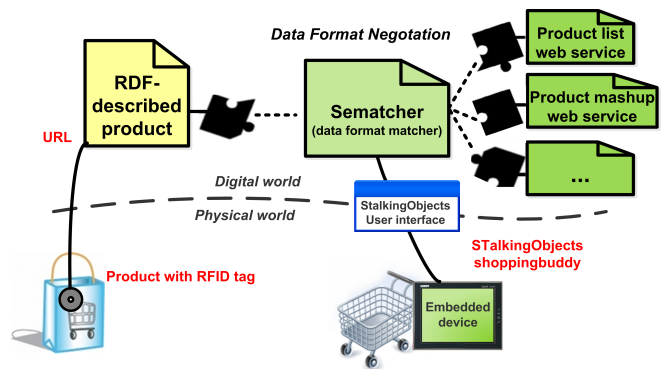 Data Format Negotation
RDF-
described
product
Sematcher
(data format matcher)
Product list
web service
Product mashup
web service
...
URL
Digital world
Physical world
StalkingObjects
User interface
STalkingObjects
shoppingbuddy
Product with RFID tag
Embedded
device